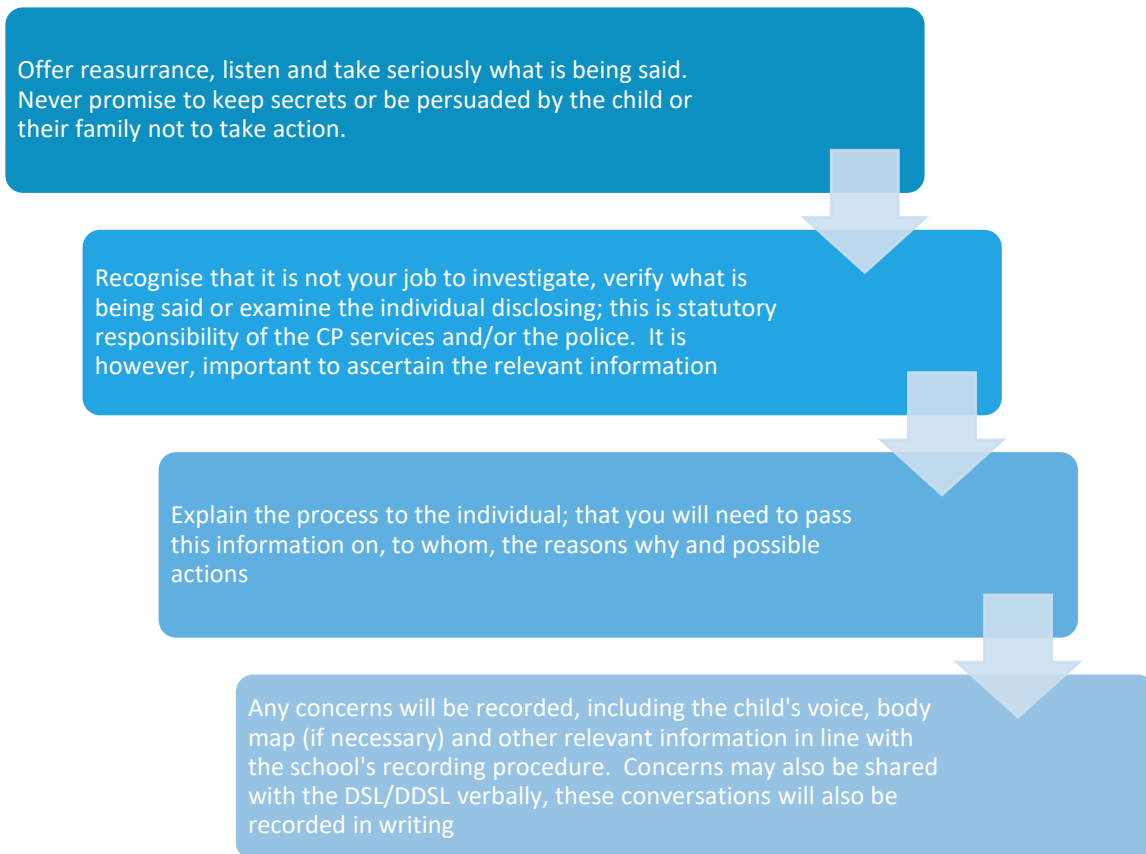 Offer reasurrance, listen and take seriously what is being said.
Never promise to keep secrets or be persuaded by the child or
their family not to take action.
Recognise that it is not your job to investigate, verify what is
being said or examine the individual disclosing; this is statutory
responsibility of the CP services and/or the police.  It is
however, important to ascertain the relevant information
Explain the process to the individual; that you will need to pass
this information on, to whom, the reasons why and possible
actions
Any concerns will be recorded, including the child's voice, body
map (if necessary) and other relevant information in line with
the school's recording procedure.  Concerns may also be shared
with the DSL/DDSL verbally, these conversations will also be
recorded in writing